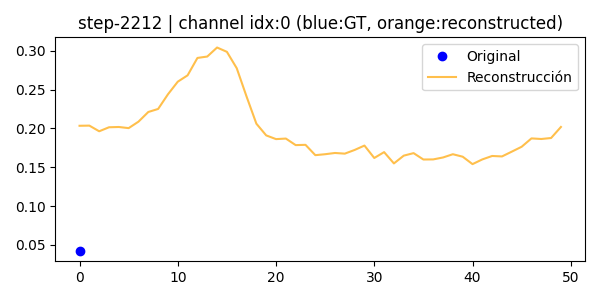 step-2212 | channel idx:0 (blue:GT, orange:reconstructed)
Original
Reconstrucción
0.30
0.25
0.20
0.15
0.10
0.05
0 10 20 30 40 50